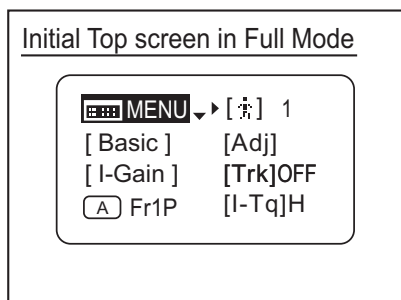 Initial Top screen in Full Mode
MENU [ ] 1
[ Basic ] [Adj]
[ I-Gain ] [Trk]OFF
A Fr1P [I-Tq]H